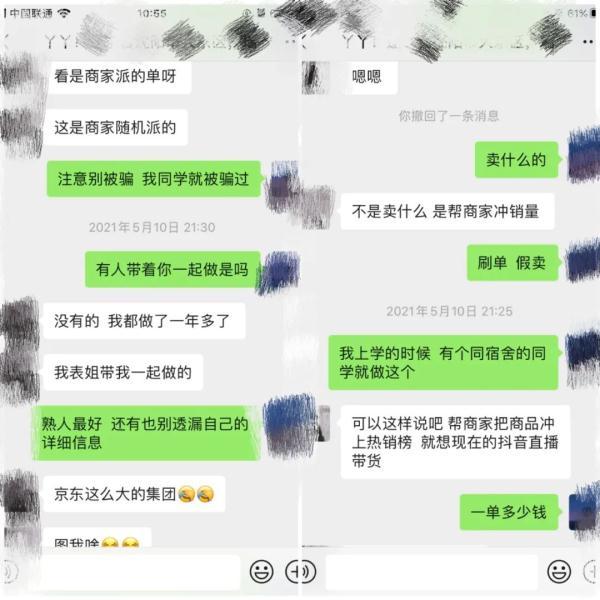 中国联通
10:55
看是商家派的单呀
这是商家随机派的
注意别被骗 我同学就被骗过
2021年5月10日 21:30
有人带着你一起做是吗
没有的 我都做了一年多了
我表姐带我一起做的
熟人最好 还有也别透漏自己的
详细信息
京东这么大的集团
图我啥
61%
嗯嗯
你撤回了一条消息
卖什么的
不是卖什么 是帮商家冲销量
刷单 假卖
2021年5月10日 21:25
我上学的时候 有个同宿舍的同
学就做这个
可以这样说吧 帮商家把商品冲
上热销榜 就想现在的抖音直播
带货
一单多少钱